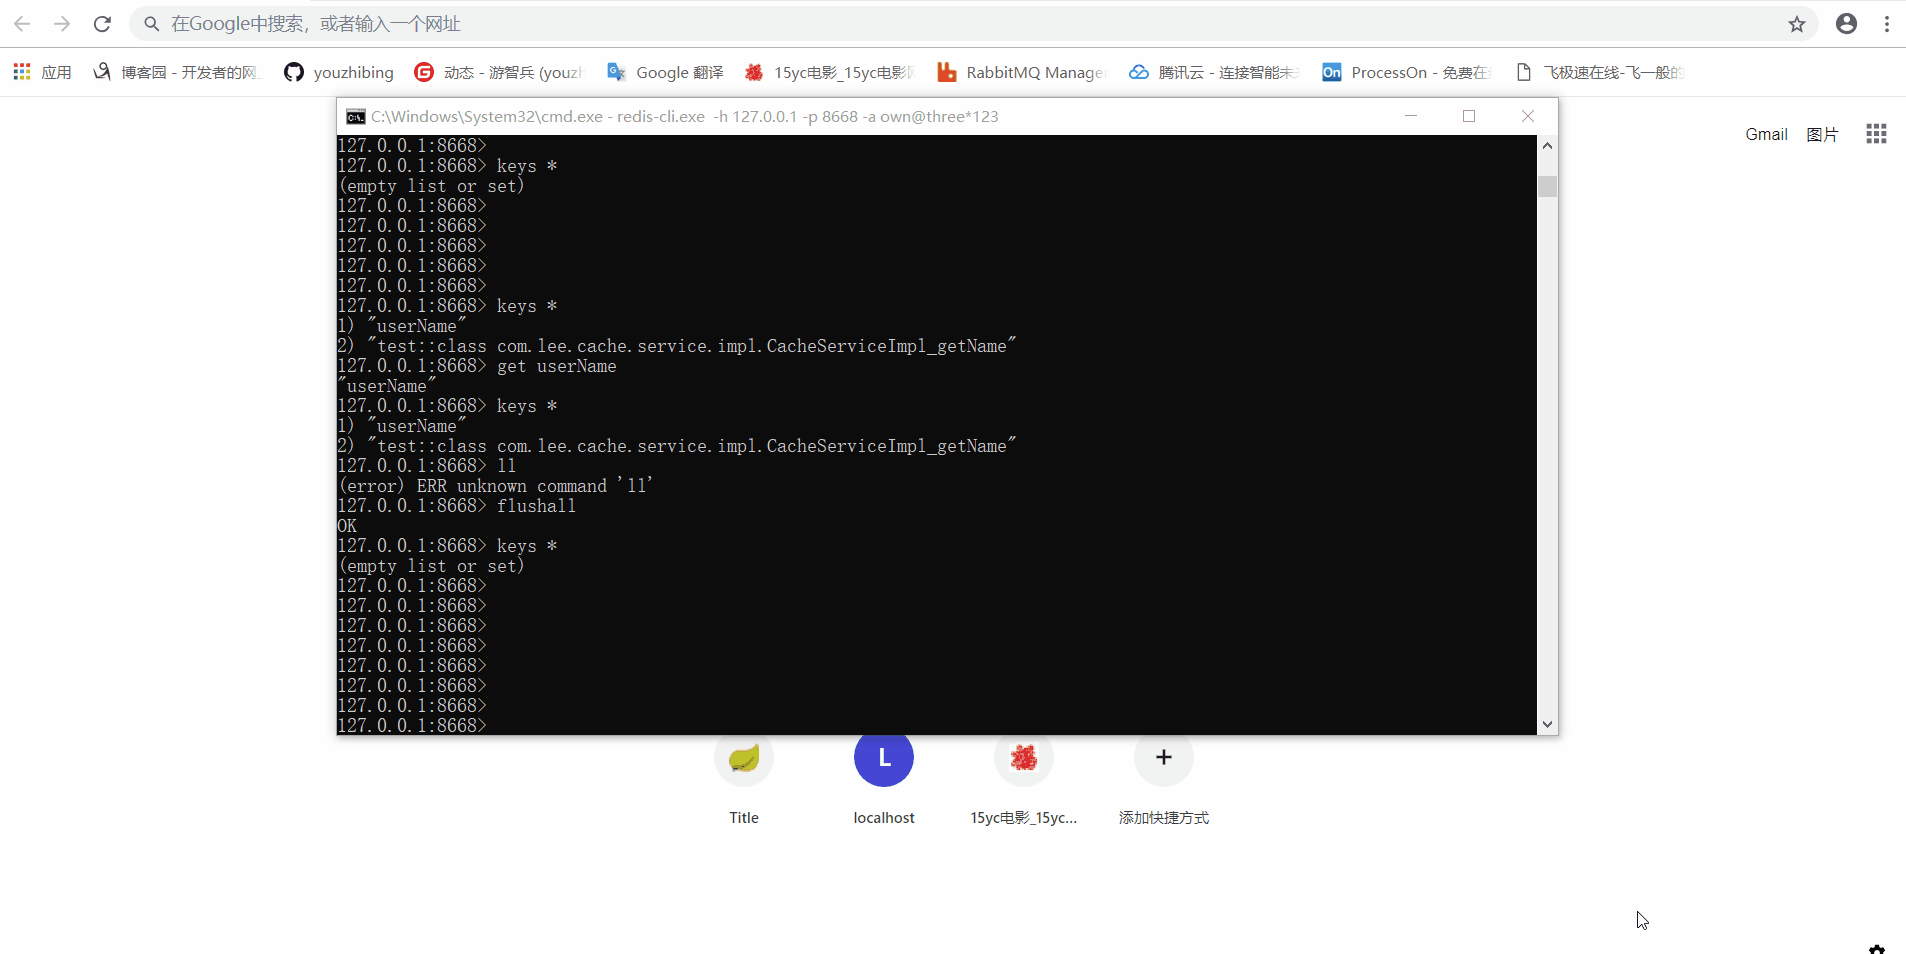 在Google中搜索，或者输入一个网址
应用 博客园 - 开发者的网 youzhibing 动态 - 游智兵 (youzh Google 翻译 15yc电影_15yc电影网 RabbitMQ Manager 腾讯云 - 连接智能未来 ProcessOn - 免费在线 飞极速在线-飞一般的
C:\Windows\System32\cmd.exe - redis-cli.exe -h 127.0.0.1 -p 8668 -a own@three*123
Gmail 图片
127.0.0.1:8668>
127.0.0.1:8668> keys *
(empty list or set)
127.0.0.1:8668>
127.0.0.1:8668>
127.0.0.1:8668>
127.0.0.1:8668>
127.0.0.1:8668>
127.0.0.1:8668> keys *
1) "userName"
2) "test::class com.lee.cache.service.impl.CacheServiceImpl_getName"
127.0.0.1:8668> get userName
"userName"
127.0.0.1:8668> keys *
1) "userName"
2) "test::class com.lee.cache.service.impl.CacheServiceImpl_getName"
127.0.0.1:8668> ll
(error) ERR unknown command 'll'
127.0.0.1:8668> flushall
OK
127.0.0.1:8668> keys *
(empty list or set)
127.0.0.1:8668>
127.0.0.1:8668>
127.0.0.1:8668>
127.0.0.1:8668>
127.0.0.1:8668>
127.0.0.1:8668>
127.0.0.1:8668>
127.0.0.1:8668>
L
Title localhost 15yc电影_15yc... 添加快捷方式